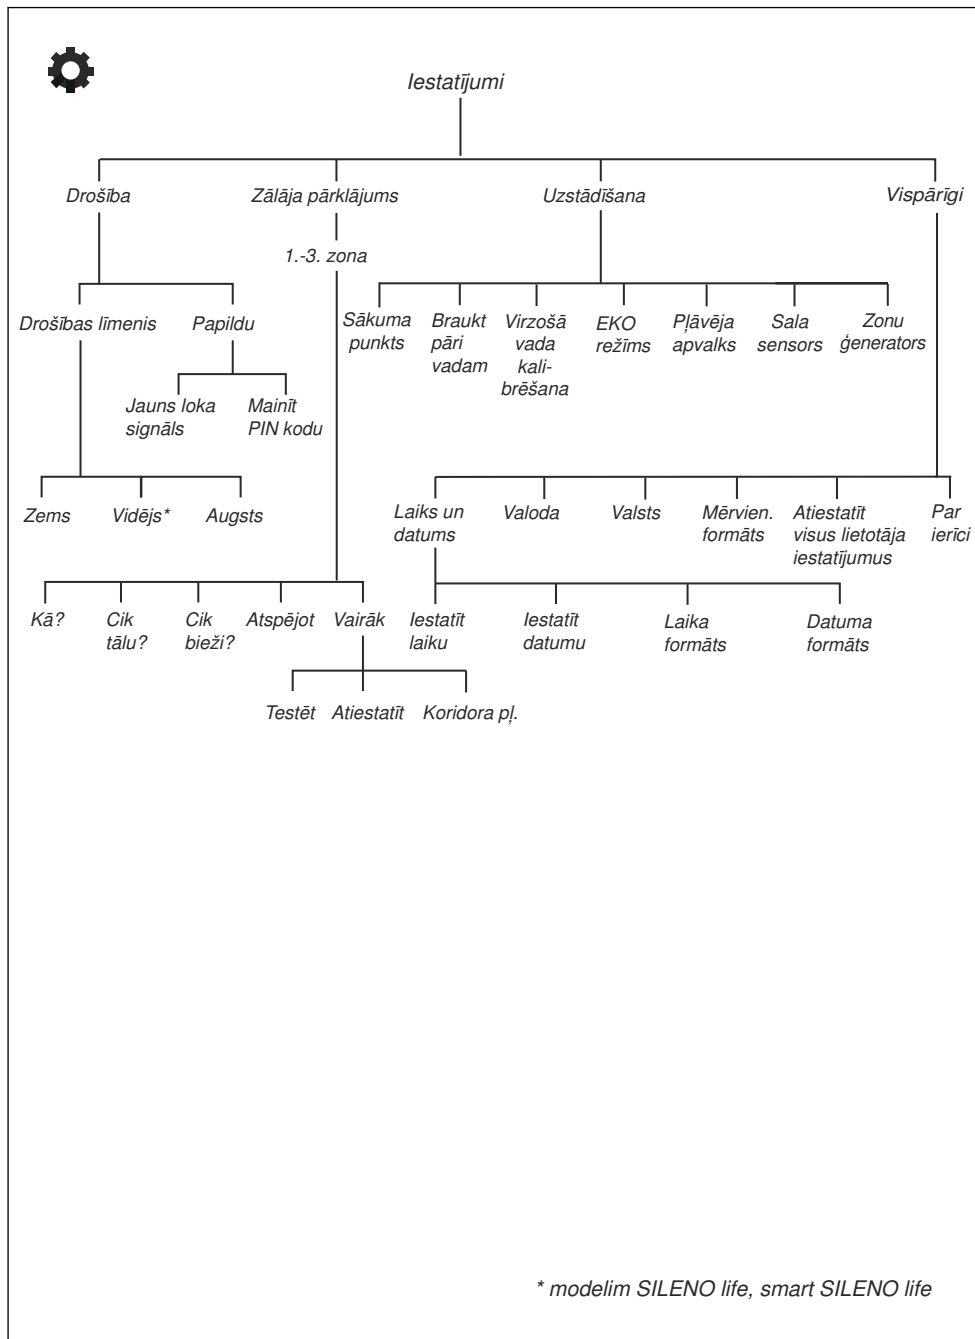 Iestatījumi
Drošība
Zālāja pārklājums
Uzstādīšana
Vispārīgi
1.-3. zona
Drošības līmenis
Papildu
Sākuma
punkts
Braukt
pāri
vadam
Virzošā
vada
kali-
brēšana
EKO
režīms
Pļāvēja
apvalks
Sala
sensors
Zonu
ģenerators
Jauns loka
signāls
Mainīt
PIN kodu
Zems
Vidējs*
Augsts
Laiks un
datums
Valoda
Valsts
Mērvien.
formāts
Atiestatīt
visus lietotāja
iestatījumus
Par
ierīci
Kā?
Cik
tālu?
Cik
bieži?
Atspējot
Vairāk
Iestatīt
laiku
Iestatīt
datumu
Laika
formāts
Datuma
formāts
Testēt
Atiestatīt
Koridora pļ.
* modelim SILENO life, smart SILENO life